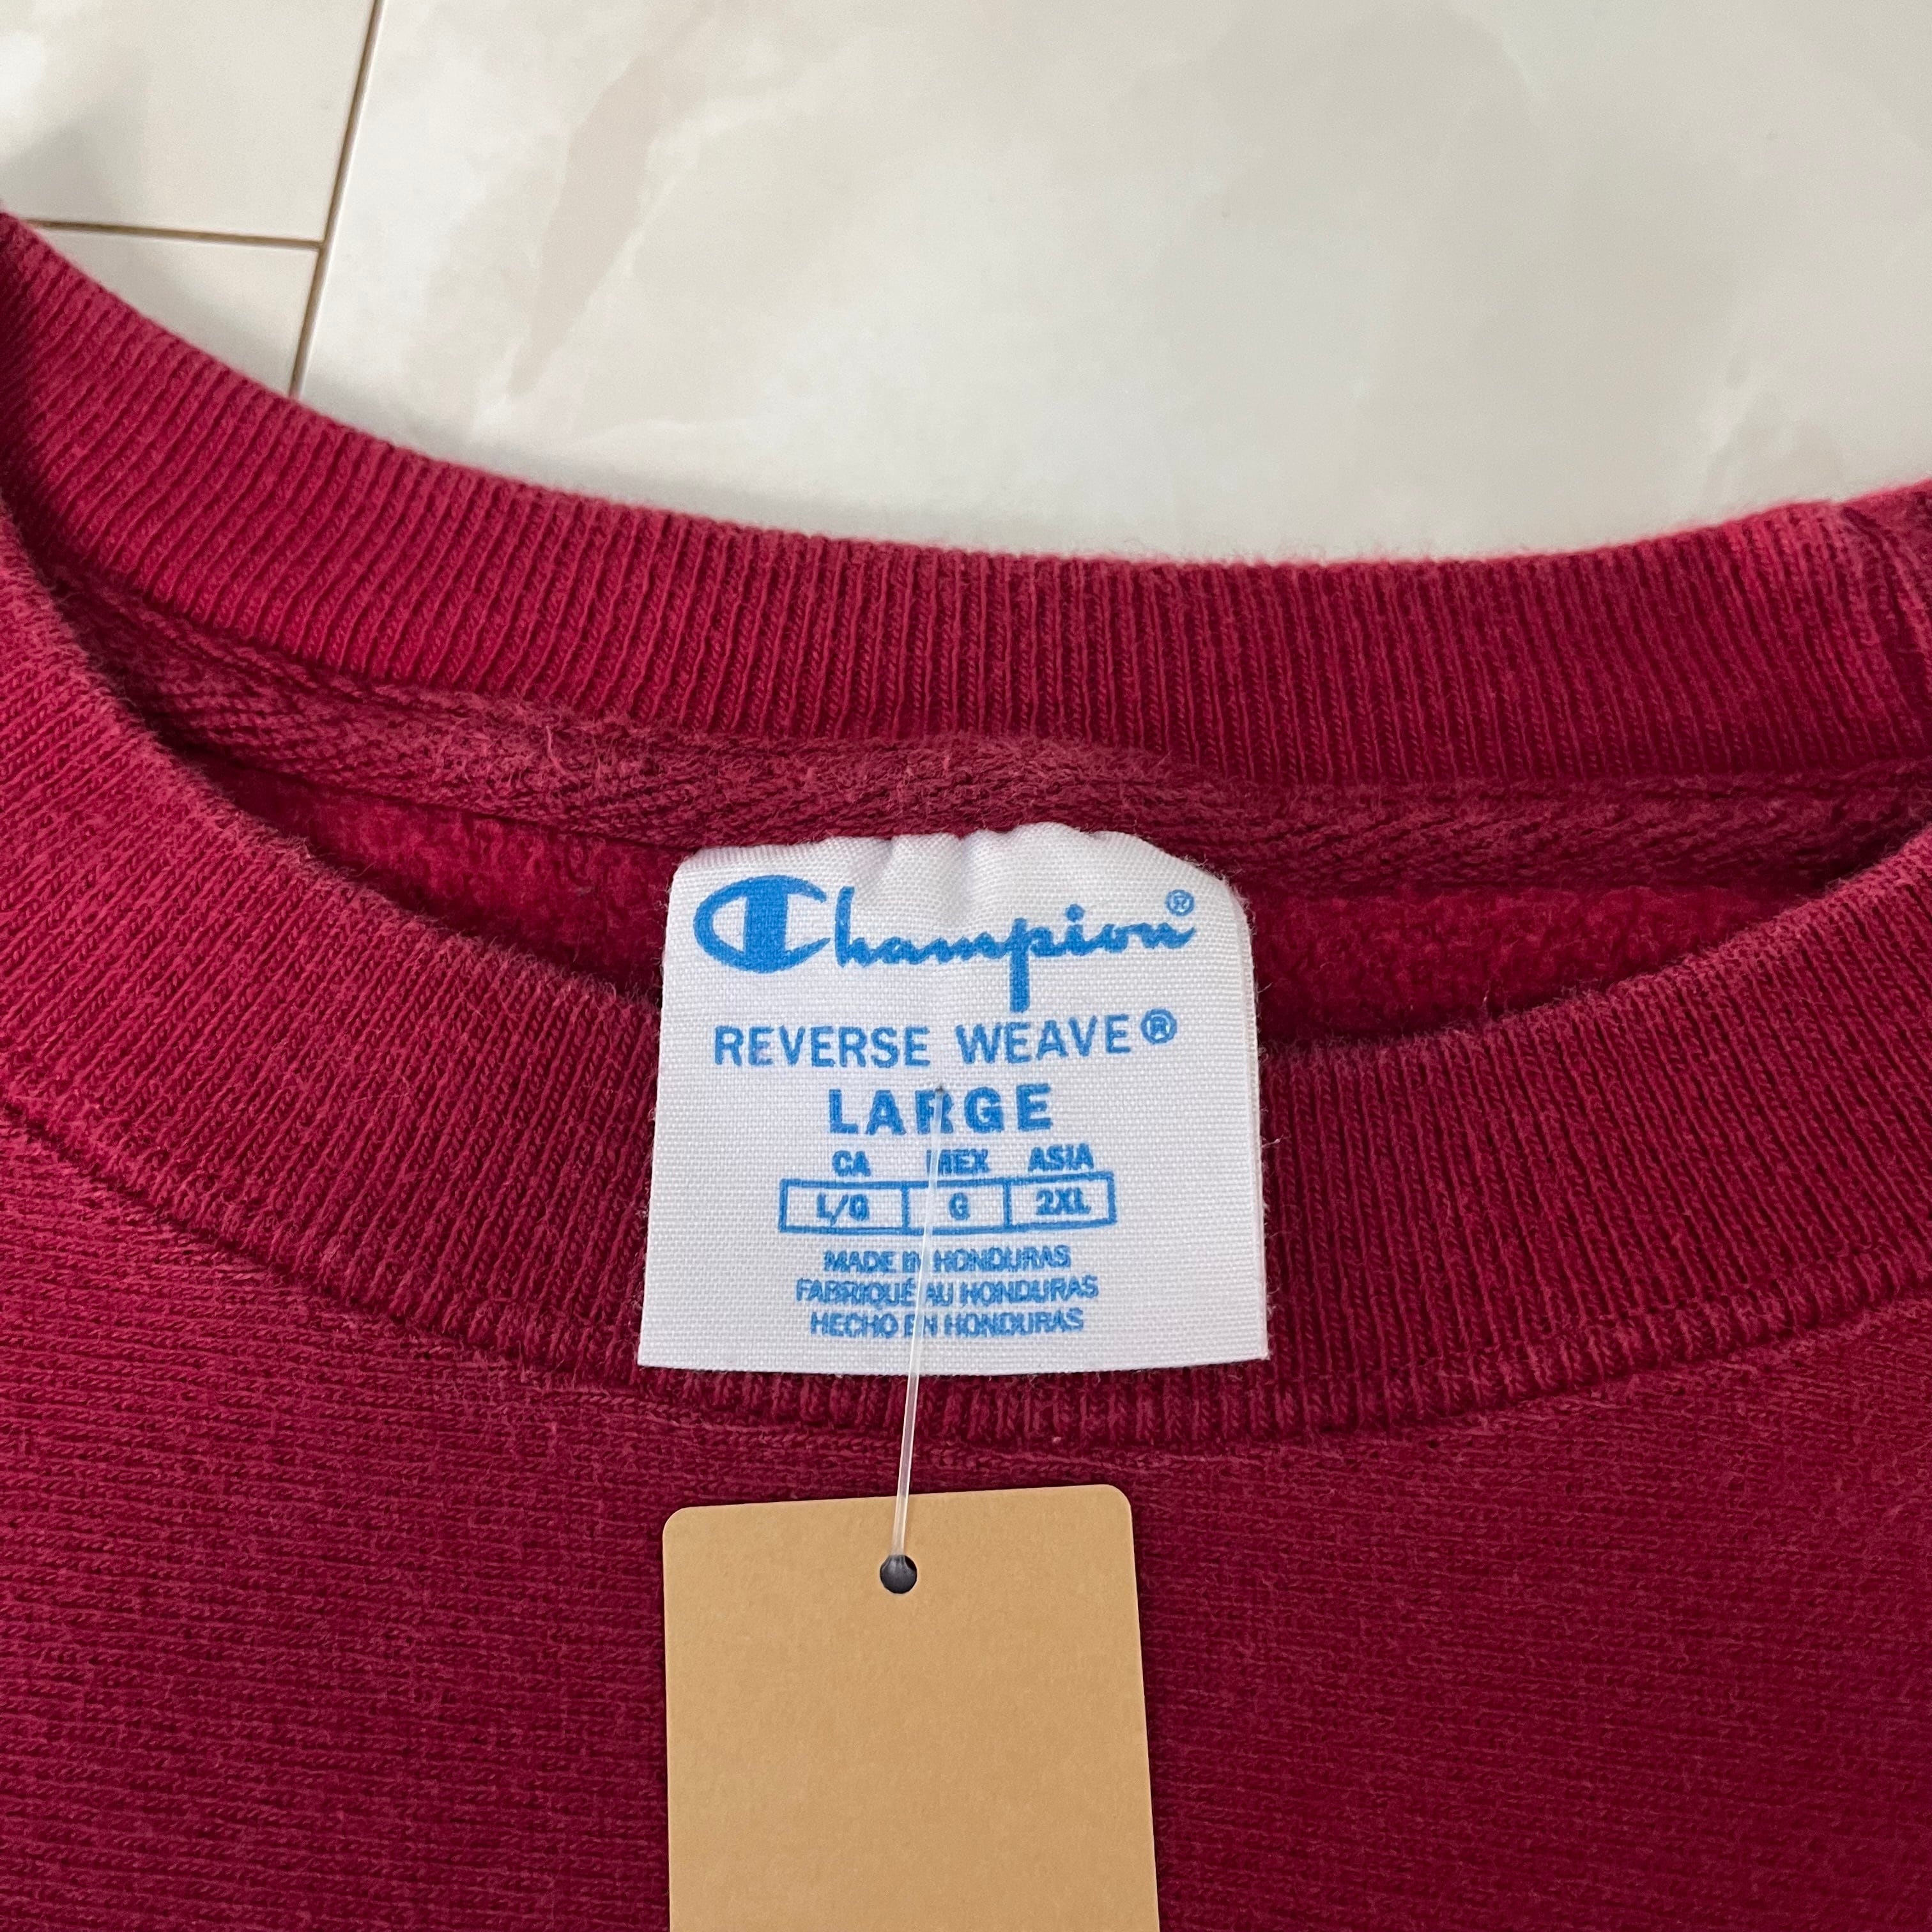 Champion®
REVERSE WEAVE®
LARGE
CA MEX ASIA
L/G G 2XL
MADE IN HONDURAS
FABRIQUÉ AU HONDURAS
HECHO EN HONDURAS